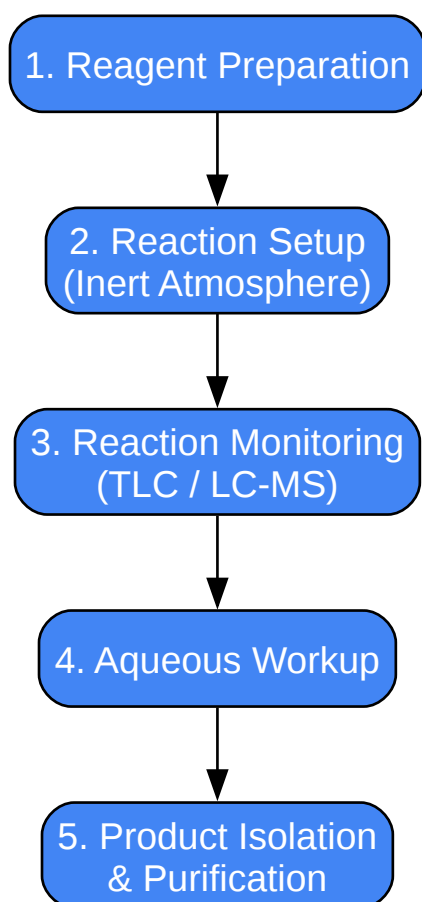 1. Reagent Preparation
2. Reaction Setup
(Inert Atmosphere)
3. Reaction Monitoring
(TLC / LC-MS)
4. Aqueous Workup
5. Product Isolation
& Purification